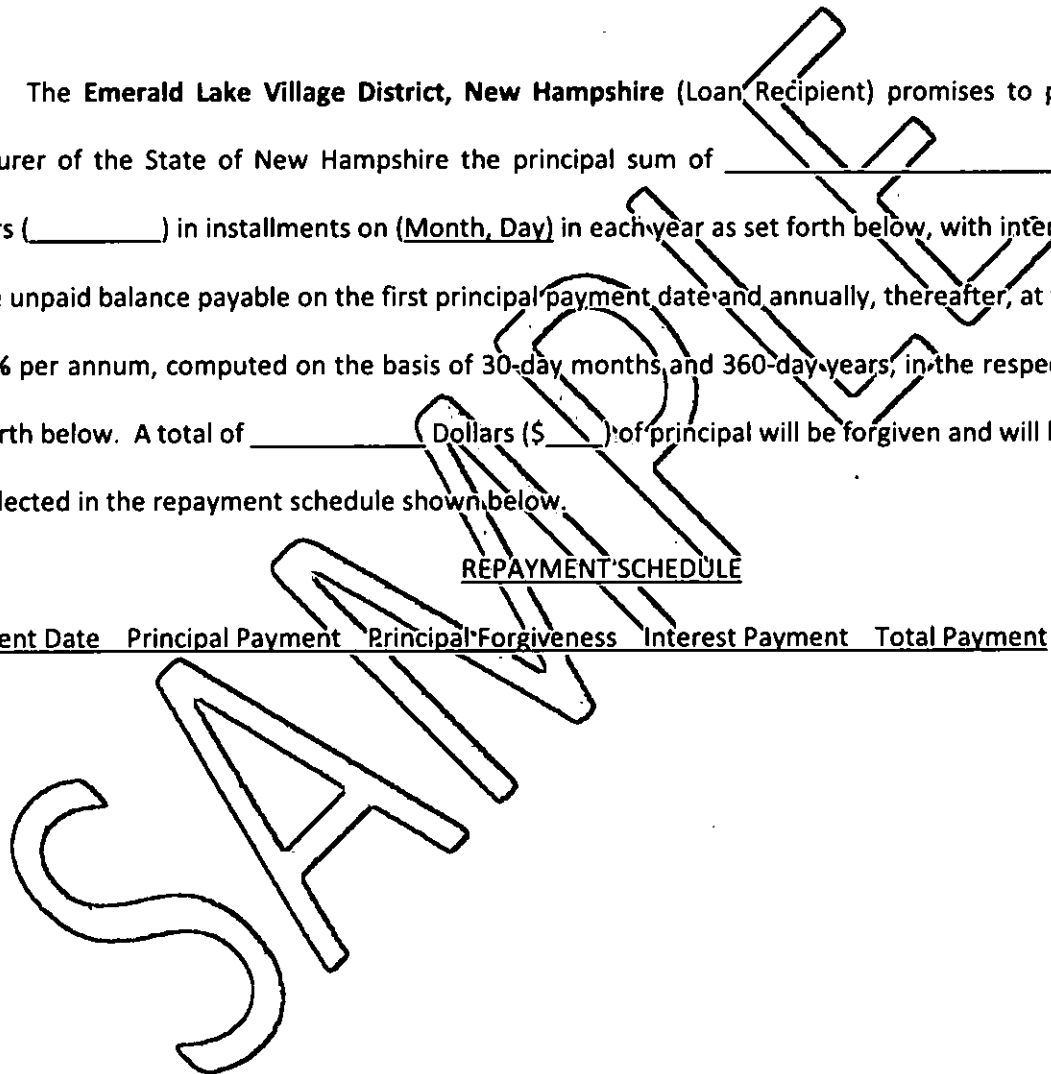 The Emerald Lake Village District, New Hampshire (Loan Recipient) promises to p
urer of the State of New Hampshire the principal sum of ____________________
rs (________) in installments on (Month, Day) in each year as set forth below, with inter
e unpaid balance payable on the first principal payment date and annually, thereafter, at
% per annum, computed on the basis of 30-day months and 360-day years, in the respec
rth below. A total of ____________ Dollars ($____) of principal will be forgiven and will
lected in the repayment schedule shown below.
REPAYMENT SCHEDULE
ent Date Principal Payment Principal Forgiveness Interest Payment Total Payment
SAMPLE